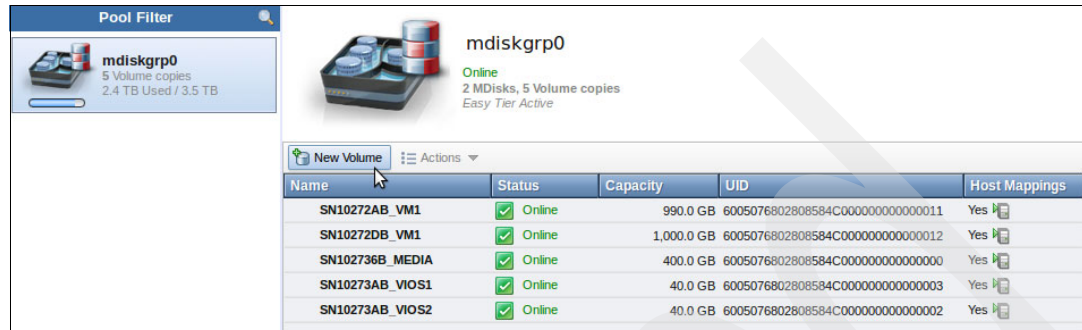 Pool Filter
mdiskgrp0
5 Volume copies
2.4 TB Used / 3.5 TB
mdiskgrp0
Online
2 MDisks, 5 Volume copies
Easy Tier Active
New Volume Actions
Name Status Capacity UID Host Mappings
SN10272AB_VM1 Online 990.0 GB 6005076802808584C000000000000011 Yes
SN10272DB_VM1 Online 1,000.0 GB 6005076802808584C000000000000012 Yes
SN102736B_MEDIA Online 400.0 GB 6005076802808584C000000000000000 Yes
SN10273AB_VIOS1 Online 40.0 GB 6005076802808584C000000000000003 Yes
SN10273AB_VIOS2 Online 40.0 GB 6005076802808584C000000000000002 Yes